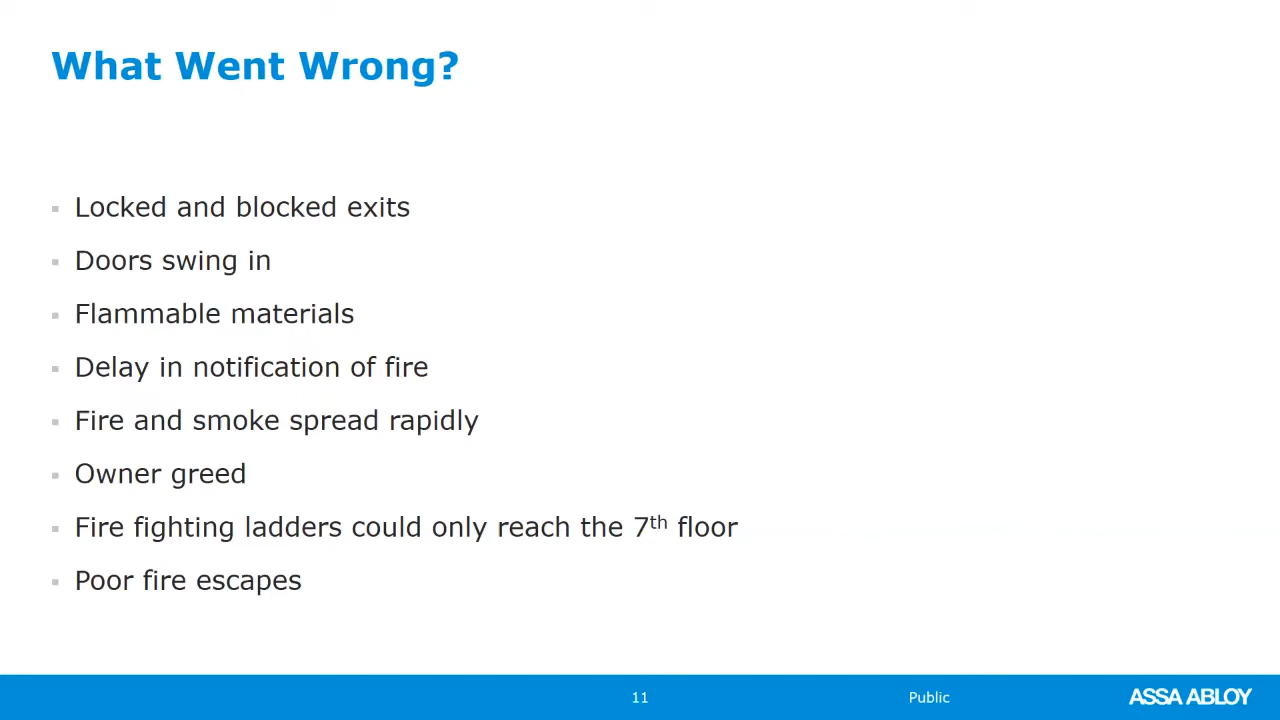 What Went Wrong?
Locked and blocked exits
Doors swing in
Flammable materials
Delay in notification of fire
Fire and smoke spread rapidly
Owner greed
Fire fighting ladders could only reach the 7th floor
Poor fire escapes
11
Public
ASSA ABLOY